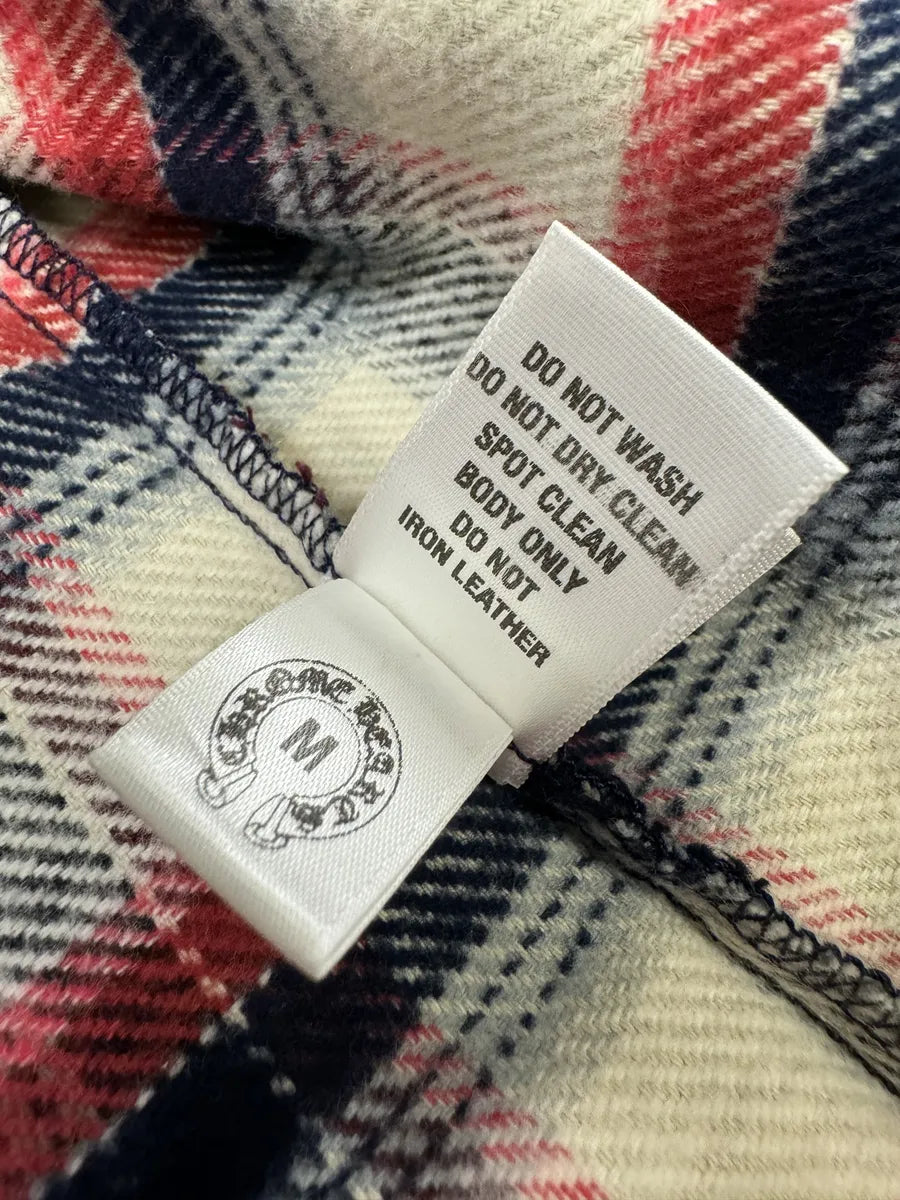 DO NOT WASH
DO NOT DRY CLEAN
SPOT CLEAN
BODY ONLY
DO NOT
IRON LEATHER
CHROME HEARTS
M